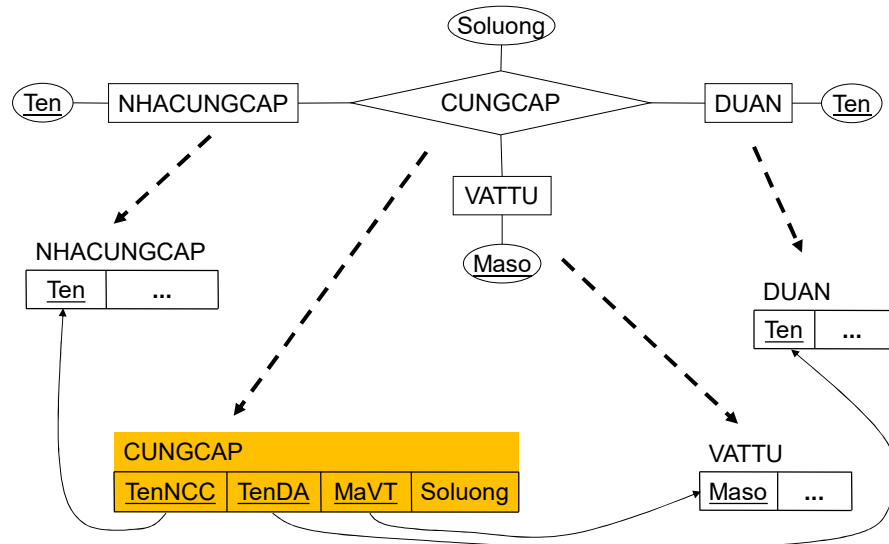 Soluong
Ten NHACUNGCAP CUNGCAP DUAN Ten
VATTU
Maso
NHACUNGCAP
Ten ...
DUAN
Ten ...
CUNGCAP
TenNCC TenDA MaVT Soluong
VATTU
Maso ...